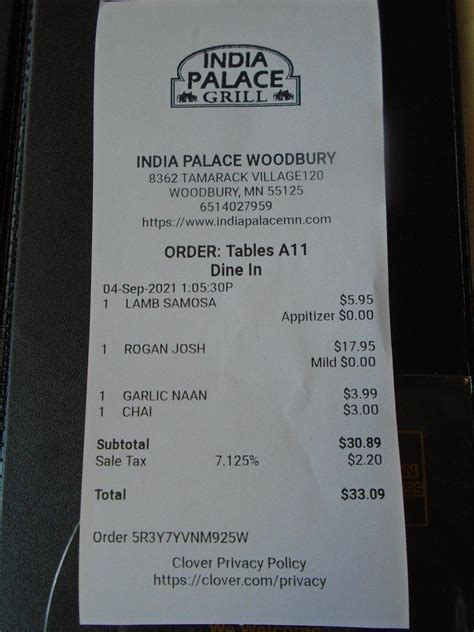 INDIA
PALACE
GRILL
INDIA PALACE WOODBURY
8362 TAMARACK VILLAGE120
WOODBURY, MN 55125
6514027959
https://www.indiapalacemn.com
ORDER: Tables A11
Dine In
04-Sep-2021 1:05:30P
1 LAMB SAMOSA $5.95
Appitizer $0.00
1 ROGAN JOSH $17.95
Mild $0.00
1 GARLIC NAAN $3.99
1 CHAI $3.00
Subtotal $30.89
Sale Tax 7.125% $2.20
Total $33.09
Order 5R3Y7YVNM925W
Clover Privacy Policy
https://clover.com/privacy